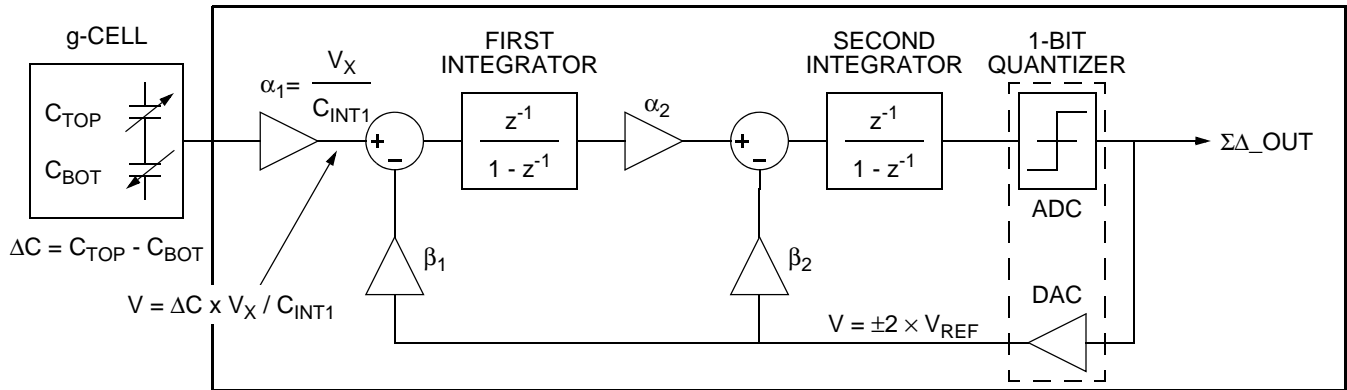 g-CELL
C_TOP
C_BOT
ΔC = C_TOP - C_BOT
α₁= V_X / C_INT1
V = ΔC x V_X / C_INT1
+
-
FIRST
INTEGRATOR
z⁻¹
1 - z⁻¹
α₂
β₁
+
-
β₂
SECOND
INTEGRATOR
z⁻¹
1 - z⁻¹
1-BIT
QUANTIZER
ADC
DAC
V = ±2 × V_REF
ΣΔ_OUT